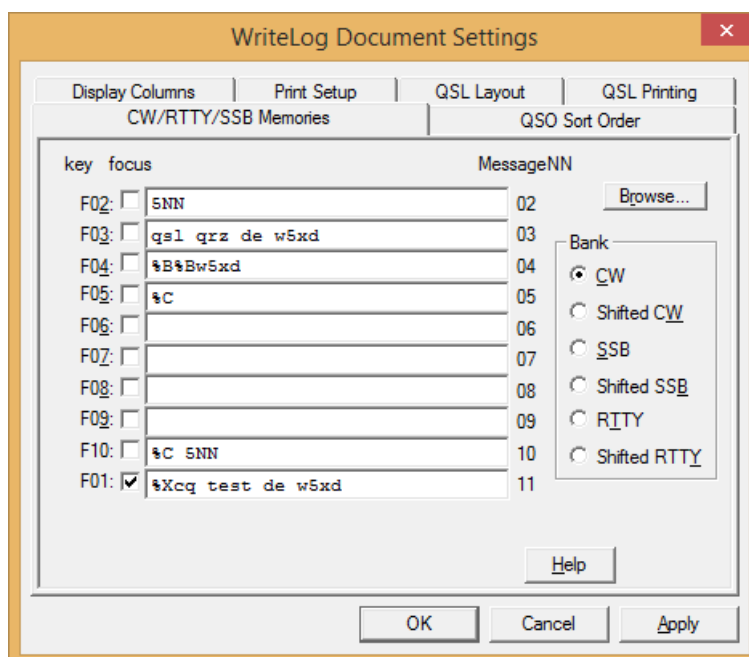 WriteLog Document Settings
Display Columns Print Setup QSL Layout QSL Printing
CW/RTTY/SSB Memories QSO Sort Order
key focus MessageNN
F02: 5NN 02 Browse...
F03: qsl qrz de w5xd 03
Bank
F04: %B%Bw5xd 04 CW
F05: %C 05 Shifted CW
F06: 06 SSB
F07: 07
F08: 08 Shifted SSB
F09: 09 RTTY
F10: %C 5NN 10 Shifted RTTY
F01: %Xcq test de w5xd 11
Help
OK Cancel Apply